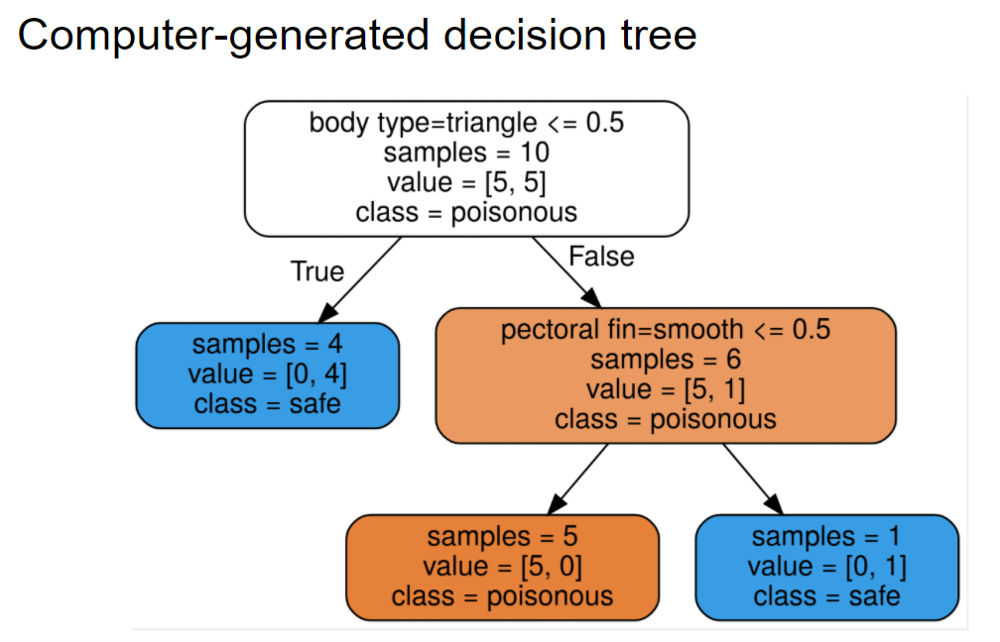 Computer-generated decision tree
body type=triangle <= 0.5
samples = 10
value = [5, 5]
class = poisonous
True
False
samples = 4
value = [0, 4]
class = safe
pectoral fin=smooth <= 0.5
samples = 6
value = [5, 1]
class = poisonous
samples = 5
value = [5, 0]
class = poisonous
samples = 1
value = [0, 1]
class = safe